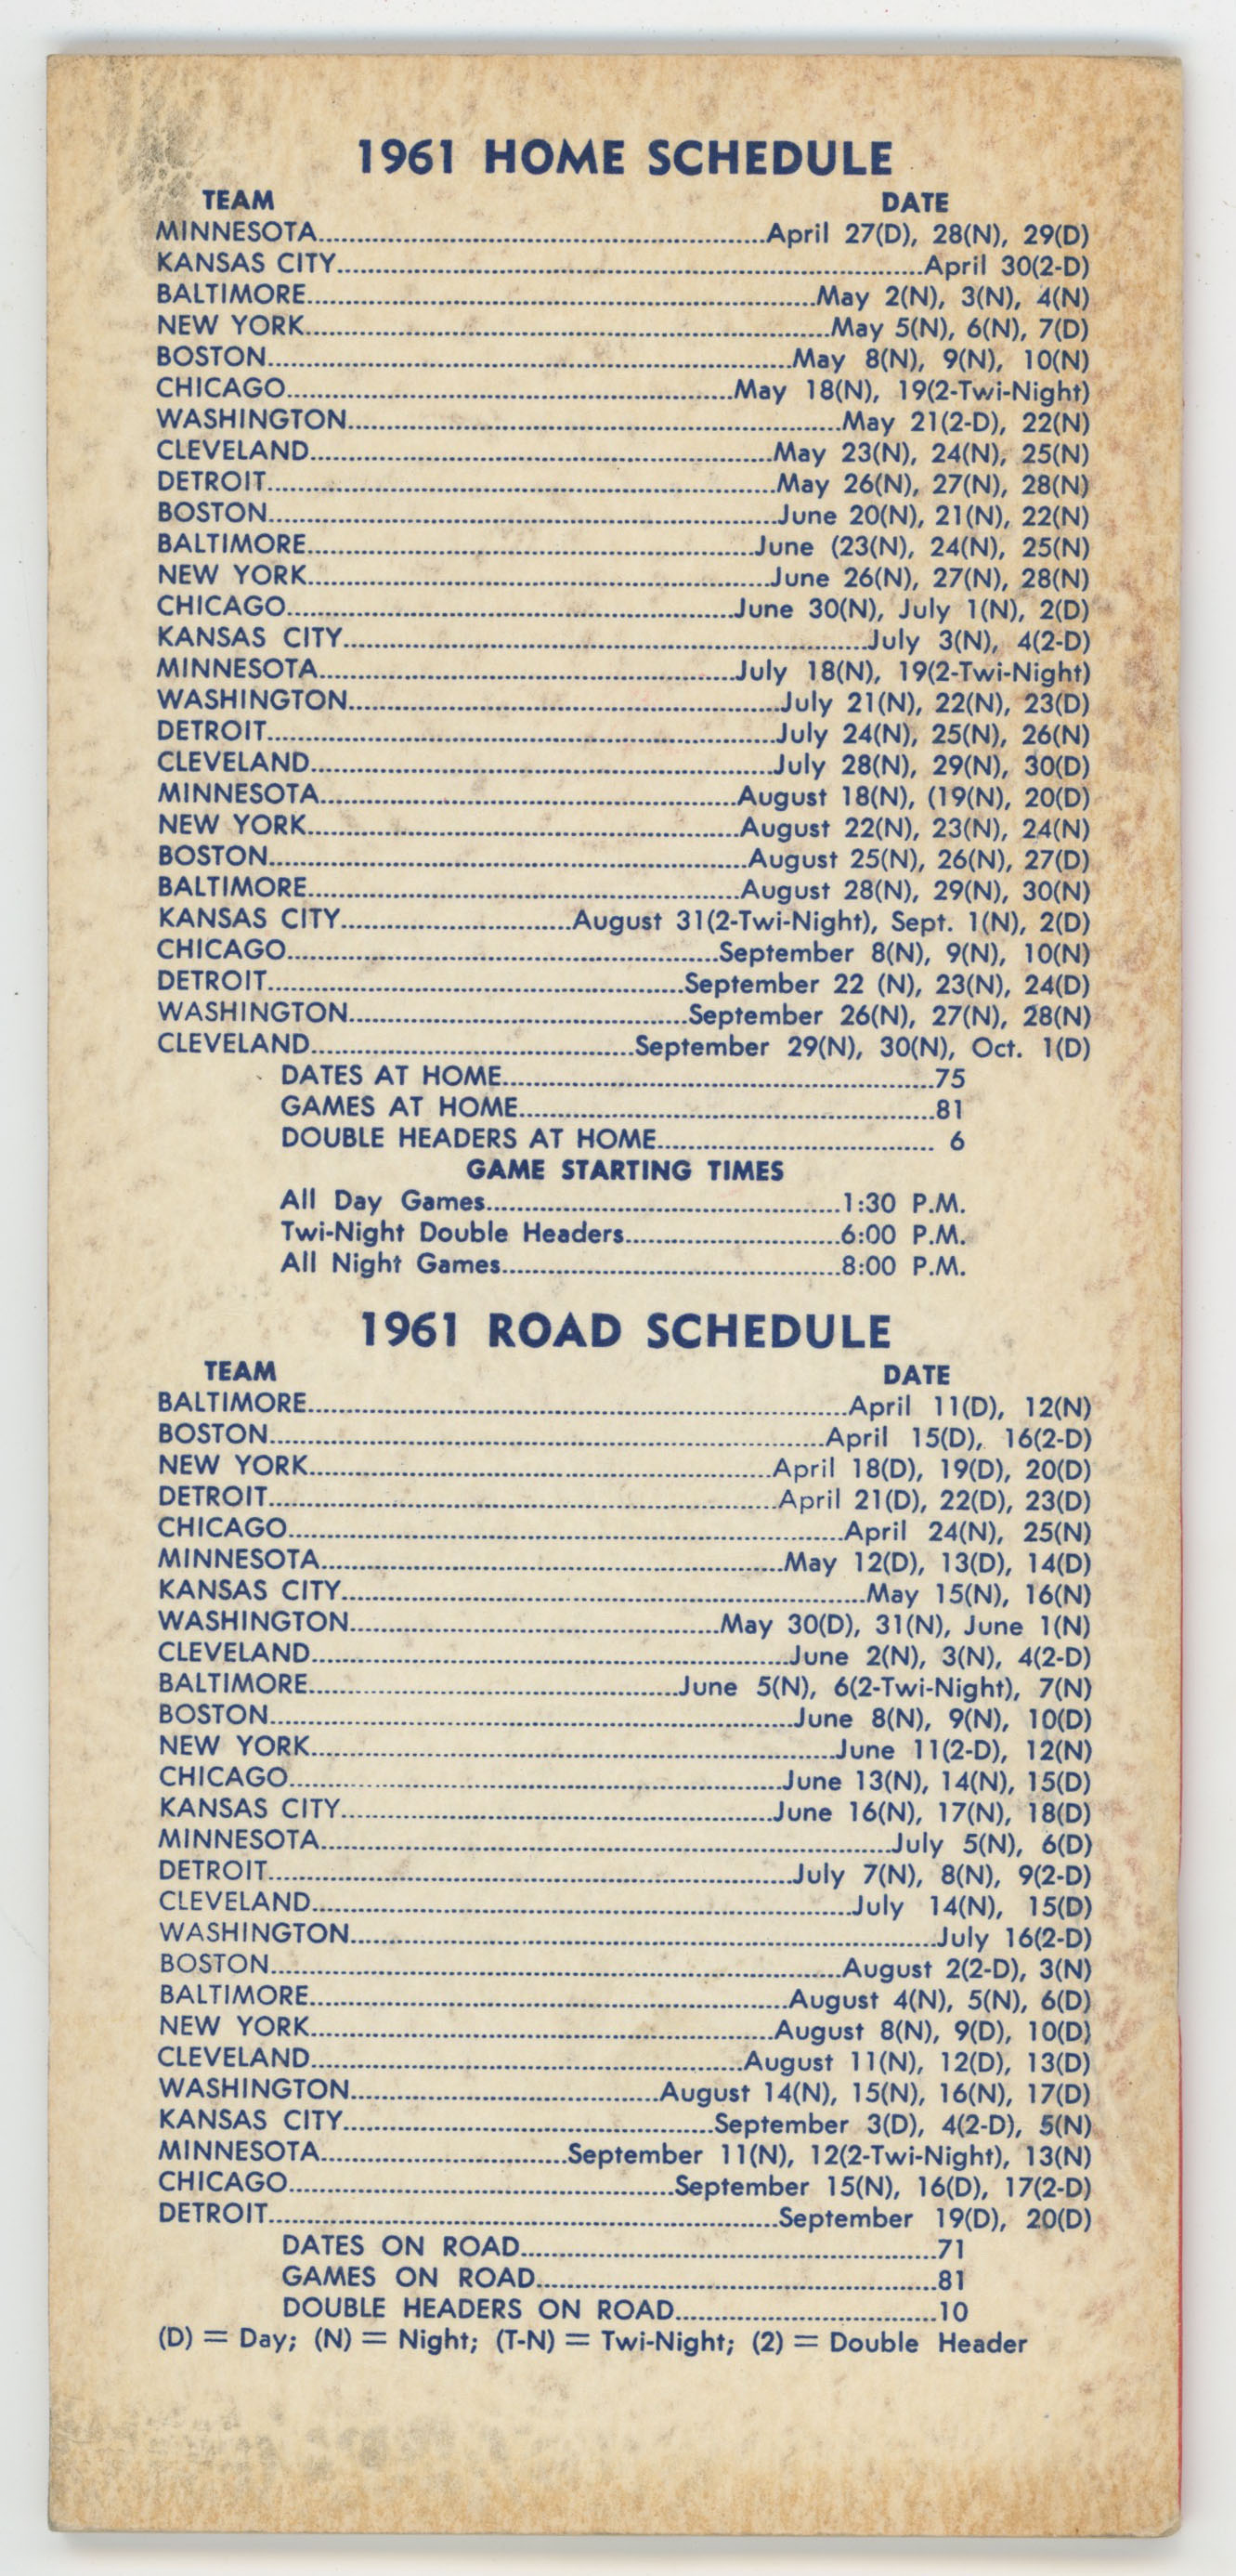 1961 HOME SCHEDULE
TEAM DATE
MINNESOTA....April 27(D), 28(N), 29(D)
KANSAS CITY....April 30(2-D)
BALTIMORE....May 2(N), 3(N), 4(N)
NEW YORK....May 5(N), 6(N), 7(D)
BOSTON....May 8(N), 9(N), 10(N)
CHICAGO....May 18(N), 19(2-Twi-Night)
WASHINGTON....May 21(2-D), 22(N)
CLEVELAND....May 23(N), 24(N), 25(N)
DETROIT....May 26(N), 27(N), 28(N)
BOSTON....June 20(N), 21(N), 22(N)
BALTIMORE....June (23(N), 24(N), 25(N)
NEW YORK....June 26(N), 27(N), 28(N)
CHICAGO....June 30(N), July 1(N), 2(D)
KANSAS CITY....July 3(N), 4(2-D)
MINNESOTA....July 18(N), 19(2-Twi-Night)
WASHINGTON....July 21(N), 22(N), 23(D)
DETROIT....July 24(N), 25(N), 26(N)
CLEVELAND....July 28(N), 29(N), 30(D)
MINNESOTA....August 18(N), (19(N), 20(D)
NEW YORK....August 22(N), 23(N), 24(N)
BOSTON....August 25(N), 26(N), 27(D)
BALTIMORE....August 28(N), 29(N), 30(N)
KANSAS CITY....August 31(2-Twi-Night), Sept. 1(N), 2(D)
CHICAGO....September 8(N), 9(N), 10(N)
DETROIT....September 22 (N), 23(N), 24(D)
WASHINGTON....September 26(N), 27(N), 28(N)
CLEVELAND....September 29(N), 30(N), Oct. 1(D)
DATES AT HOME....75
GAMES AT HOME....81
DOUBLE HEADERS AT HOME.... 6
GAME STARTING TIMES
All Day Games....1:30 P.M.
Twi-Night Double Headers....6:00 P.M.
All Night Games....8:00 P.M.
1961 ROAD SCHEDULE
TEAM DATE
BALTIMORE....April 11(D), 12(N)
BOSTON....April 15(D), 16(2-D)
NEW YORK....April 18(D), 19(D), 20(D)
DETROIT....April 21(D), 22(D), 23(D)
CHICAGO....April 24(N), 25(N)
MINNESOTA....May 12(D), 13(D), 14(D)
KANSAS CITY....May 15(N), 16(N)
WASHINGTON....May 30(D), 31(N), June 1(N)
CLEVELAND....June 2(N), 3(N), 4(2-D)
BALTIMORE....June 5(N), 6(2-Twi-Night), 7(N)
BOSTON....June 8(N), 9(N), 10(D)
NEW YORK....June 11(2-D), 12(N)
CHICAGO....June 13(N), 14(N), 15(D)
KANSAS CITY....June 16(N), 17(N), 18(D)
MINNESOTA....July 5(N), 6(D)
DETROIT....July 7(N), 8(N), 9(2-D)
CLEVELAND....July 14(N), 15(D)
WASHINGTON....July 16(2-D)
BOSTON....August 2(2-D), 3(N)
BALTIMORE....August 4(N), 5(N), 6(D)
NEW YORK....August 8(N), 9(D), 10(D)
CLEVELAND....August 11(N), 12(D), 13(D)
WASHINGTON....August 14(N), 15(N), 16(N), 17(D)
KANSAS CITY....September 3(D), 4(2-D), 5(N)
MINNESOTA....September 11(N), 12(2-Twi-Night), 13(N)
CHICAGO....September 15(N), 16(D), 17(2-D)
DETROIT....September 19(D), 20(D)
DATES ON ROAD....71
GAMES ON ROAD....81
DOUBLE HEADERS ON ROAD....10
(D) = Day; (N) = Night; (T-N) = Twi-Night; (2) = Double Header